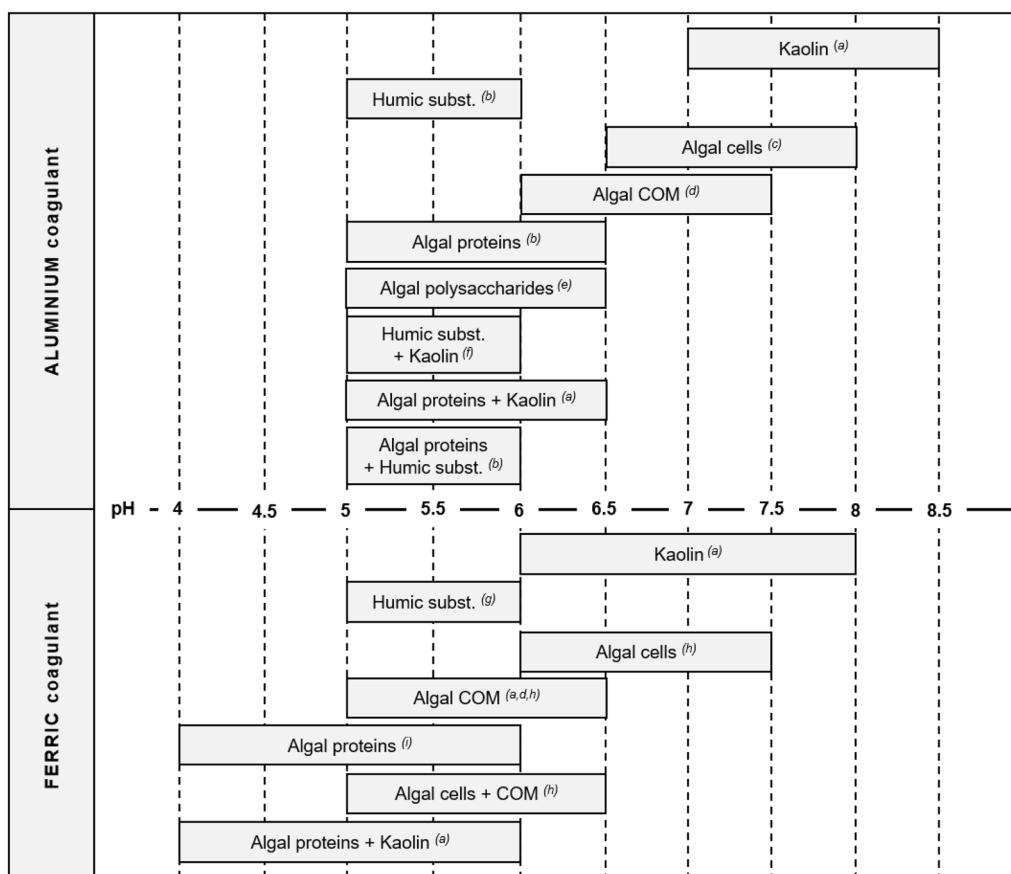 ALUMINIUM coagulant
Kaolin (a)
Humic subst. (b)
Algal cells (c)
Algal COM (d)
Algal proteins (b)
Algal polysaccharides (e)
Humic subst.
+ Kaolin (f)
Algal proteins + Kaolin (a)
Algal proteins
+ Humic subst. (b)
pH 4 4.5 5 5.5 6 6.5 7 7.5 8 8.5
FERRIC coagulant
Kaolin (a)
Humic subst. (g)
Algal cells (h)
Algal COM (a,d,h)
Algal proteins (i)
Algal cells + COM (h)
Algal proteins + Kaolin (a)